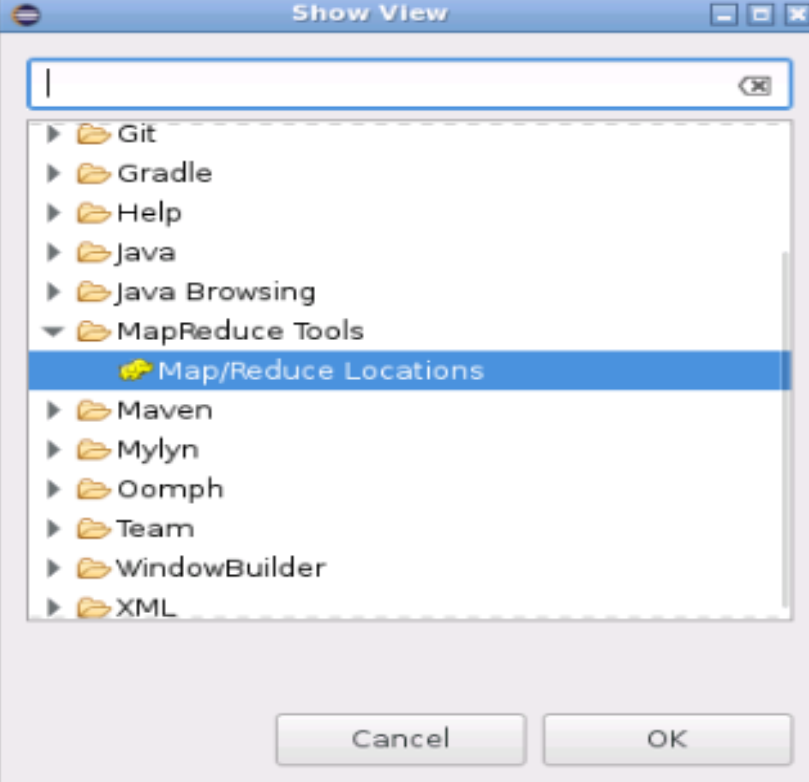 Show View
Git
Gradle
Help
Java
Java Browsing
MapReduce Tools
Map/Reduce Locations
Maven
Mylyn
Oomph
Team
WindowBuilder
XML
Cancel OK